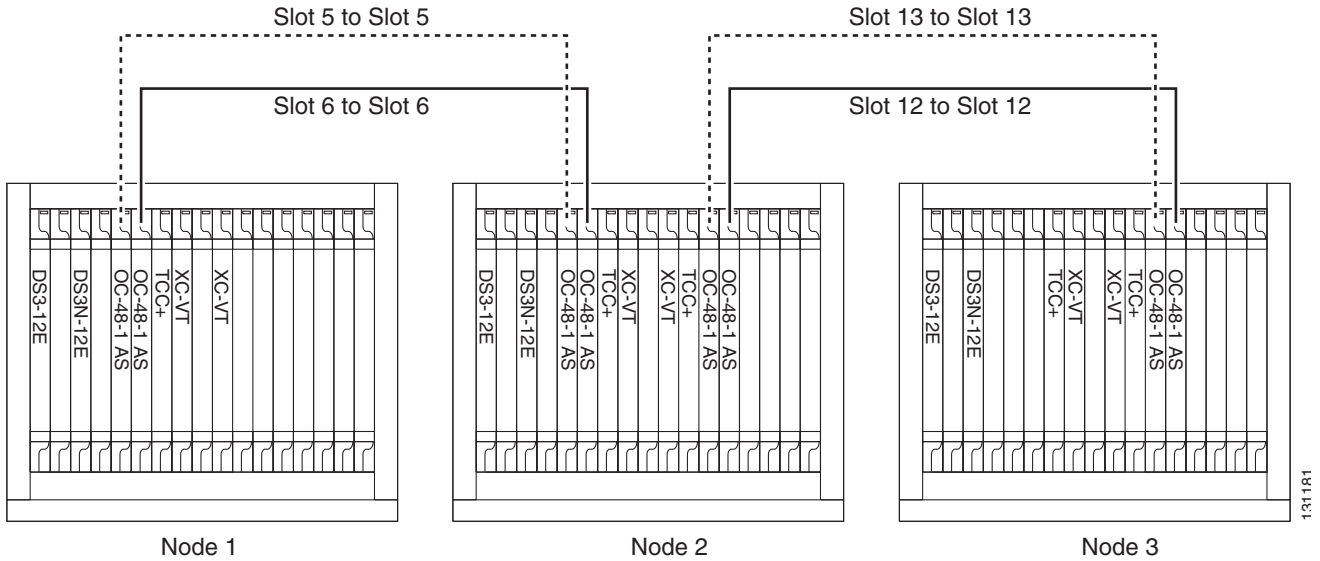 Slot 5 to Slot 5
Slot 13 to Slot 13
Slot 6 to Slot 6
Slot 12 to Slot 12
DS3-12E
DS3N-12E
OC-48-1 AS
OC-48-1 AS
TCC+
XC-VT
XC-VT
DS3-12E
DS3N-12E
OC-48-1 AS
OC-48-1 AS
TCC+
XC-VT
XC-VT
TCC+
OC-48-1 AS
OC-48-1 AS
DS3-12E
DS3N-12E
TCC+
XC-VT
XC-VT
TCC+
OC-48-1 AS
OC-48-1 AS
131181
Node 1
Node 2
Node 3